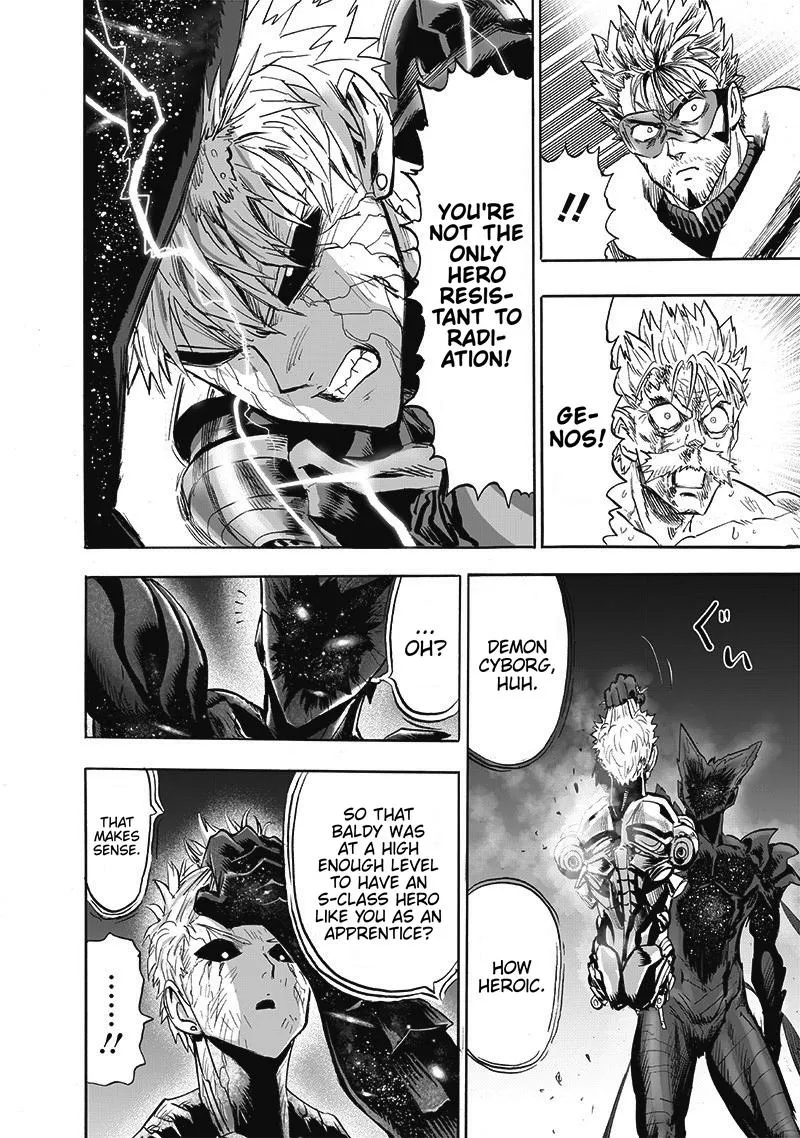 !!
GE-
NOS!
YOU'RE
NOT THE
ONLY
HERO
RESIS-
TANT TO
RADI-
ATION!
DEMON
CYBORG,
HUH.
ぐい
HOW
HEROIC.
...
OH?
SO THAT
BALDY WAS
AT A HIGH
ENOUGH LEVEL
TO HAVE AN
S-CLASS HERO
LIKE YOU AS AN
APPRENTICE?
THAT
MAKES
SENSE.
......!!